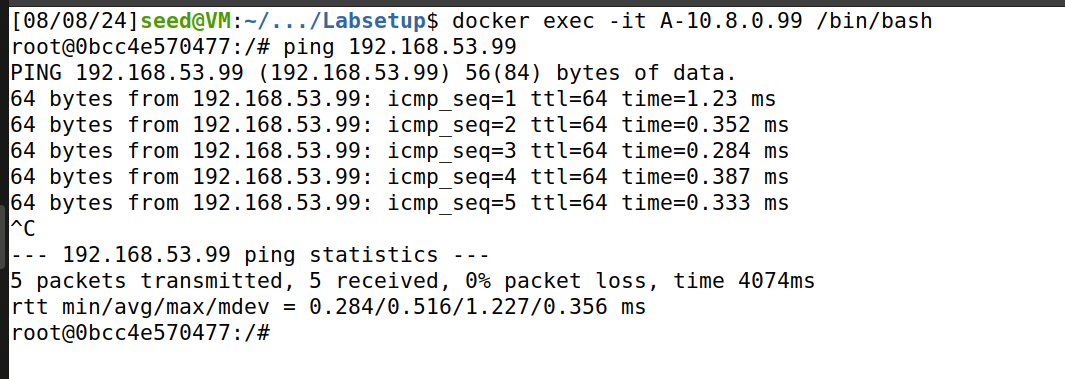 [08/08/24]seed@VM:~/.../Labsetup$ docker exec -it A-10.8.0.99 /bin/bash
root@0bcc4e570477:/# ping 192.168.53.99
PING 192.168.53.99 (192.168.53.99) 56(84) bytes of data.
64 bytes from 192.168.53.99: icmp_seq=1 ttl=64 time=1.23 ms
64 bytes from 192.168.53.99: icmp_seq=2 ttl=64 time=0.352 ms
64 bytes from 192.168.53.99: icmp_seq=3 ttl=64 time=0.284 ms
64 bytes from 192.168.53.99: icmp_seq=4 ttl=64 time=0.387 ms
64 bytes from 192.168.53.99: icmp_seq=5 ttl=64 time=0.333 ms
^C
--- 192.168.53.99 ping statistics ---
5 packets transmitted, 5 received, 0% packet loss, time 4074ms
rtt min/avg/max/mdev = 0.284/0.516/1.227/0.356 ms
root@0bcc4e570477:/#